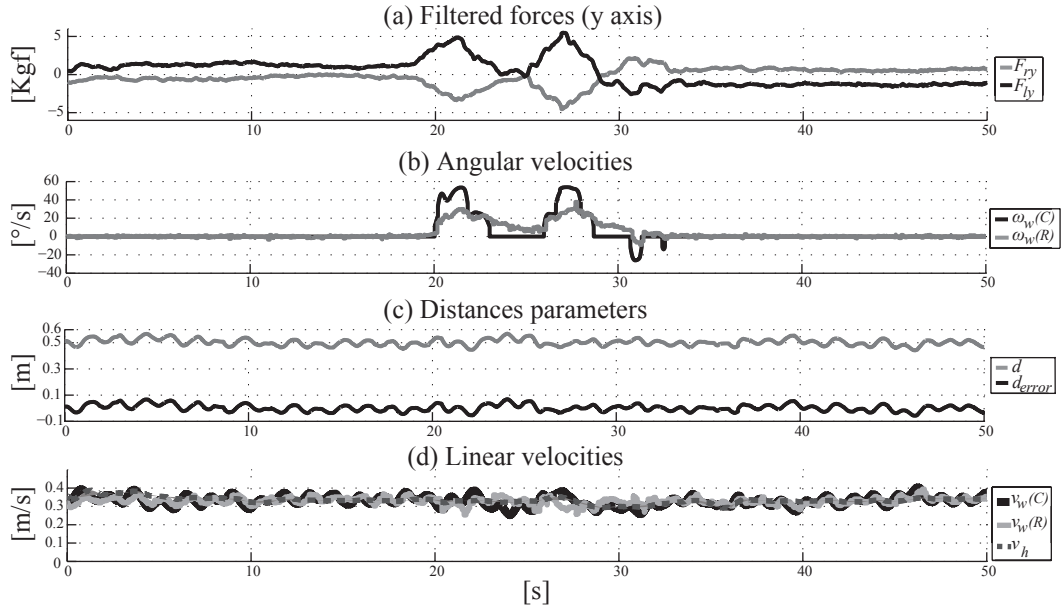 (a) Filtered forces (y axis)
[Kgf]
5
0
−5
0 10 20 30 40 50
F_ry
F_ly
(b) Angular velocities
[°/s]
60
40
20
0
−20
−40
0 10 20 30 40 50
ω_w(C)
ω_w(R)
(c) Distances parameters
[m]
0.6
0.5
0.3
0.1
−0.1
0 10 20 30 40 50
d
d_error
(d) Linear velocities
[m/s]
0.4
0.3
0.2
0.1
0
0 10 20 30 40 50
v_w(C)
v_w(R)
v_h
[s]